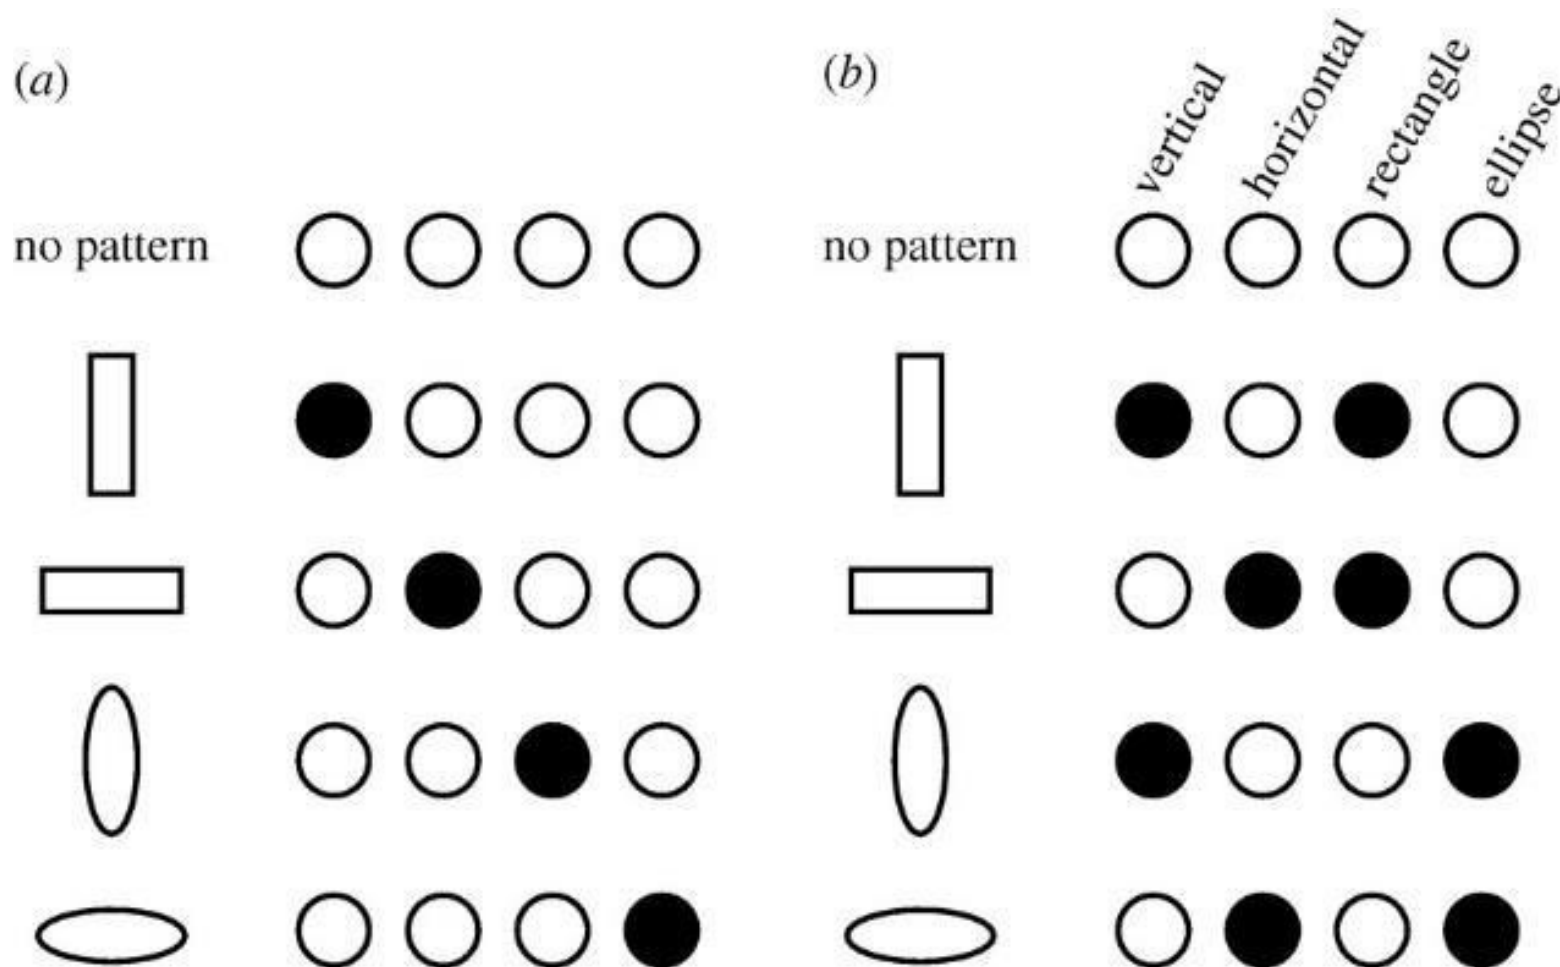 (a)
no pattern
(b)
vertical
horizontal
rectangle
ellipse
no pattern